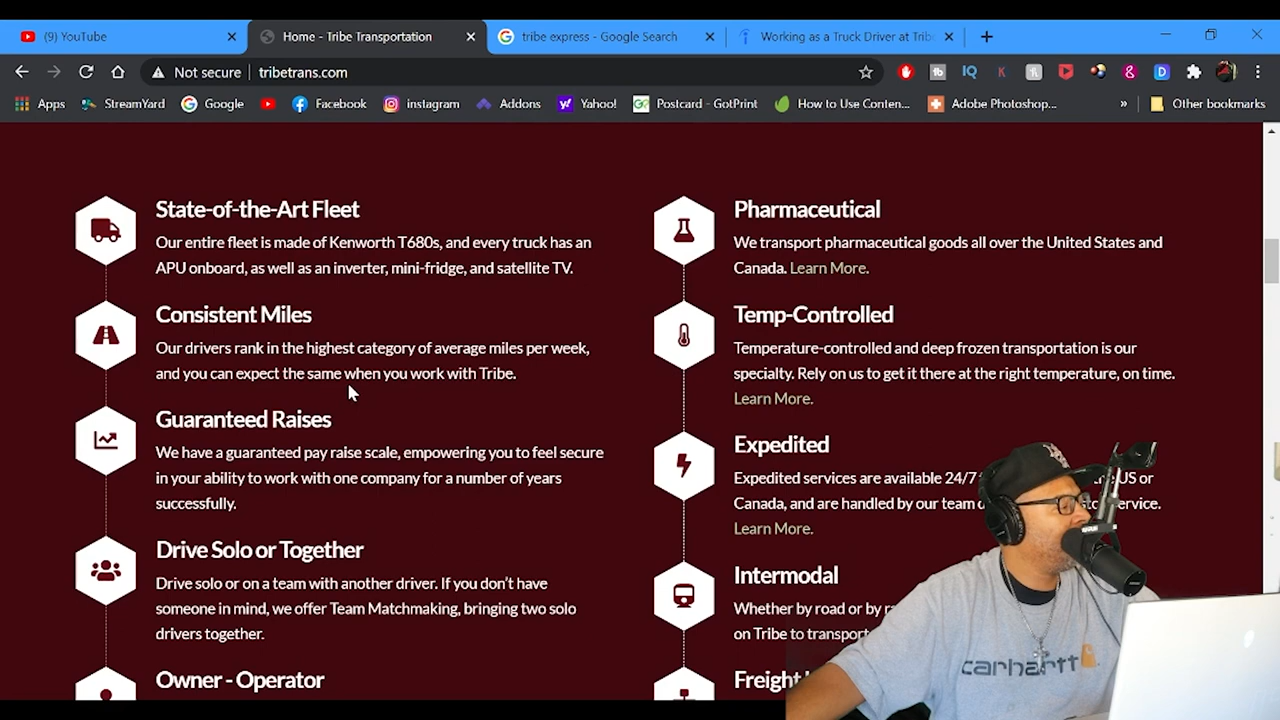 (9) YouTube
Home - Tribe Transportation
tribe express - Google Search
Working as a Truck Driver at Tribe
Not secure
tribetrans.com
Apps
StreamYard
Google
Facebook
instagram
Addons
Yahoo!
Postcard - GotPrint
How to Use Conten...
Adobe Photoshop...
»
Other bookmarks
State-of-the-Art Fleet
Our entire fleet is made of Kenworth T680s, and every truck has an
APU onboard, as well as an inverter, mini-fridge, and satellite TV.
Consistent Miles
Our drivers rank in the highest category of average miles per week,
and you can expect the same when you work with Tribe.
Guaranteed Raises
We have a guaranteed pay raise scale, empowering you to feel secure
in your ability to work with one company for a number of years
successfully.
Drive Solo or Together
Drive solo or on a team with another driver. If you don't have
someone in mind, we offer Team Matchmaking, bringing two solo
drivers together.
Owner - Operator
Pharmaceutical
We transport pharmaceutical goods all over the United States and
Canada. Learn More.
Temp-Controlled
Temperature-controlled and deep frozen transportation is our
specialty. Rely on us to get it there at the right temperature, on time.
Learn More.
Expedited
Expedited services are available 24/7 US or
Canada, and are handled by our team service.
Learn More.
Intermodal
Whether by road or by
on Tribe to transport
Freight
carhartt